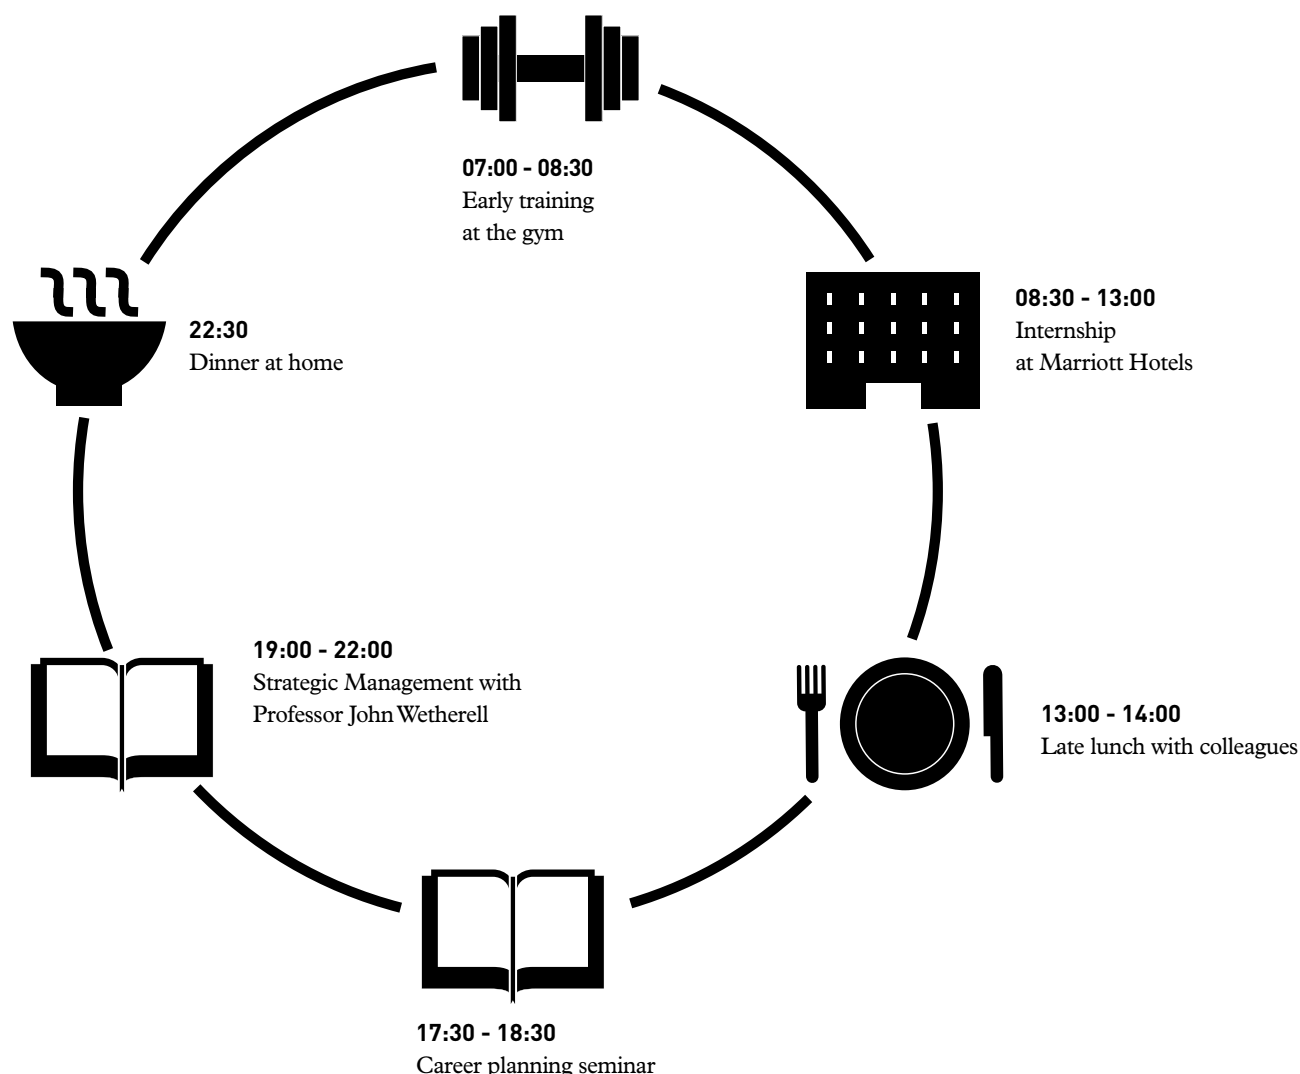 07:00 - 08:30
Early training
at the gym
08:30 - 13:00
Internship
at Marriott Hotels
13:00 - 14:00
Late lunch with colleagues
17:30 - 18:30
Career planning seminar
19:00 - 22:00
Strategic Management with
Professor John Wetherell
22:30
Dinner at home